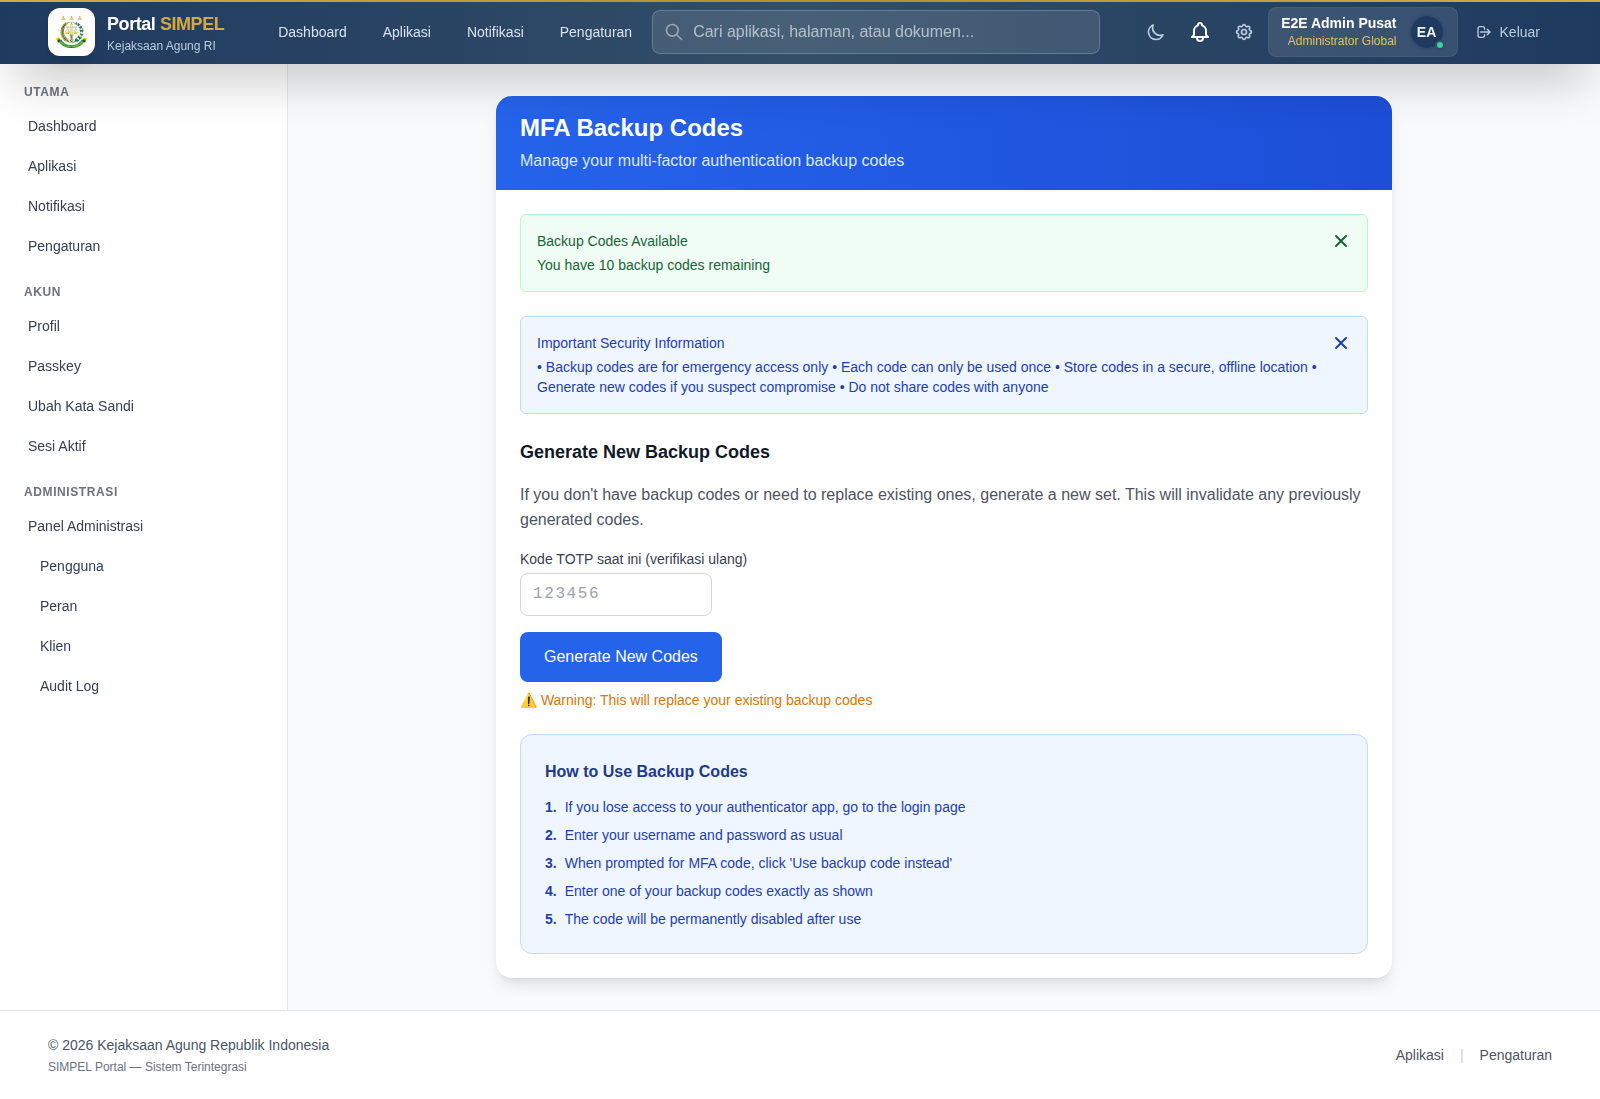 Portal SIMPEL
Kejaksaan Agung RI
Dashboard
Aplikasi
Notifikasi
Pengaturan
Cari aplikasi, halaman, atau dokumen...
E2E Admin Pusat
Administrator Global
EA
Keluar
UTAMA
Dashboard
Aplikasi
Notifikasi
Pengaturan
AKUN
Profil
Passkey
Ubah Kata Sandi
Sesi Aktif
ADMINISTRASI
Panel Administrasi
Pengguna
Peran
Klien
Audit Log
MFA Backup Codes
Manage your multi-factor authentication backup codes
Backup Codes Available
You have 10 backup codes remaining
Important Security Information
• Backup codes are for emergency access only • Each code can only be used once • Store codes in a secure, offline location •
Generate new codes if you suspect compromise • Do not share codes with anyone
Generate New Backup Codes
If you don't have backup codes or need to replace existing ones, generate a new set. This will invalidate any previously
generated codes.
Kode TOTP saat ini (verifikasi ulang)
123456
Generate New Codes
⚠️ Warning: This will replace your existing backup codes
How to Use Backup Codes
1. If you lose access to your authenticator app, go to the login page
2. Enter your username and password as usual
3. When prompted for MFA code, click 'Use backup code instead'
4. Enter one of your backup codes exactly as shown
5. The code will be permanently disabled after use
© 2026 Kejaksaan Agung Republik Indonesia
SIMPEL Portal — Sistem Terintegrasi
Aplikasi | Pengaturan